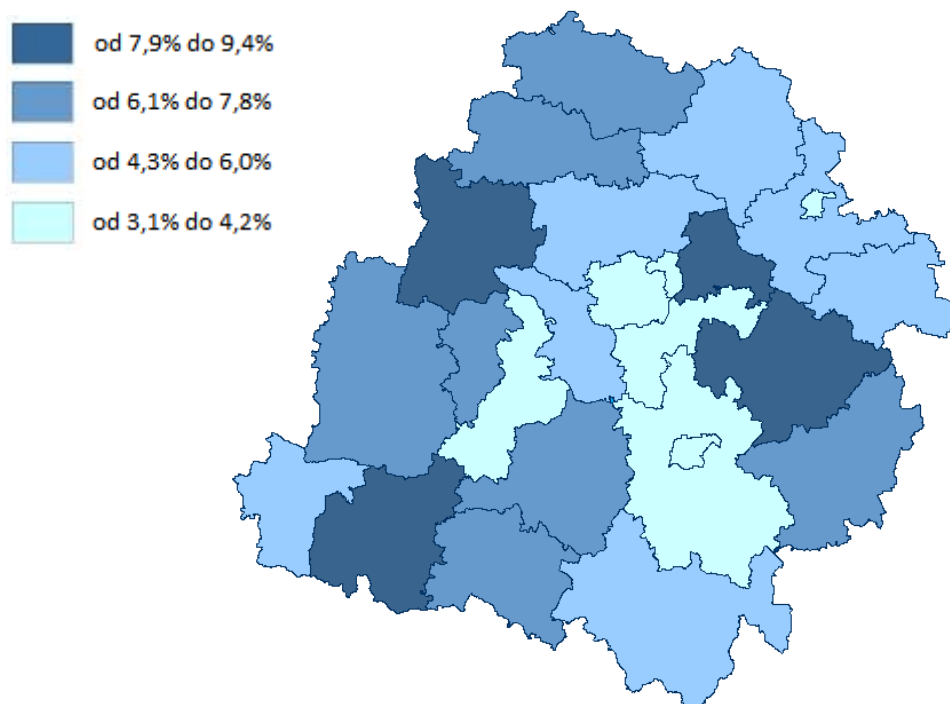 od 7,9% do 9,4%
od 6,1% do 7,8%
od 4,3% do 6,0%
od 3,1% do 4,2%